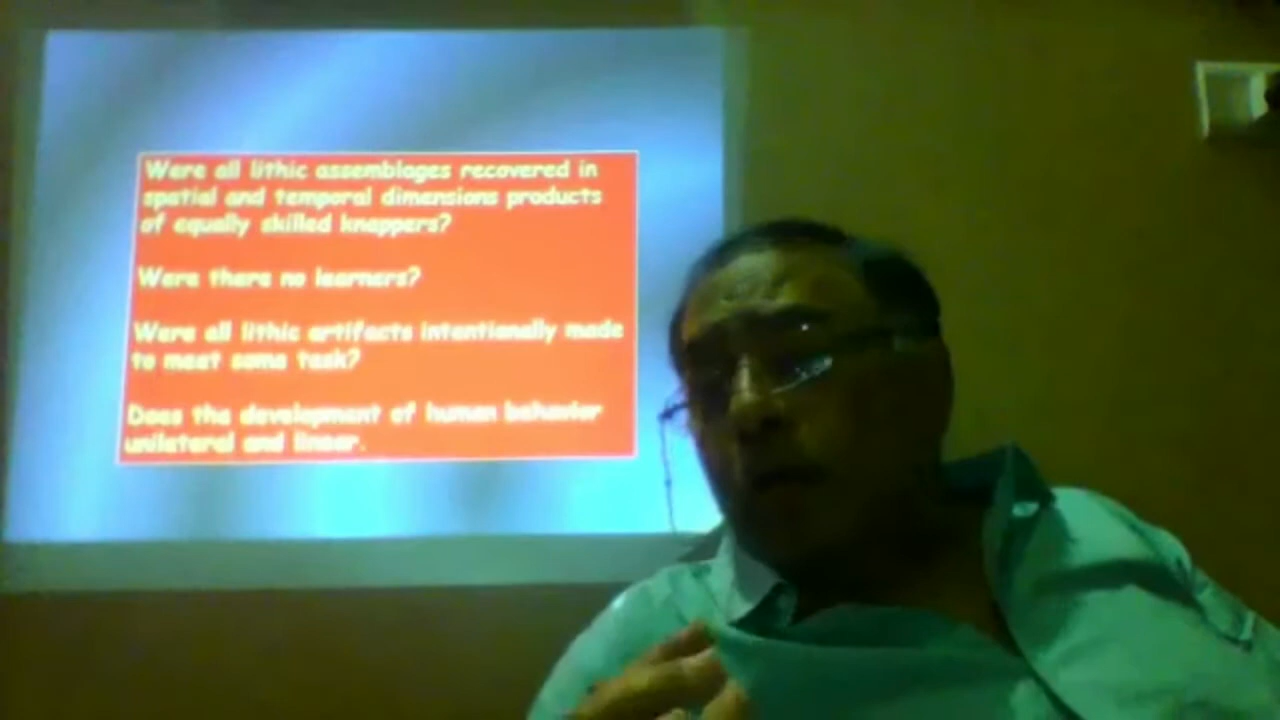 Were all lithic assemblages recovered in
spatial and temporal dimensions products
of equally skilled knappers?
Were there no learners?
Were all lithic artifacts intentionally made
to meet some task?
Does the development of human behavior
unilateral and linear.